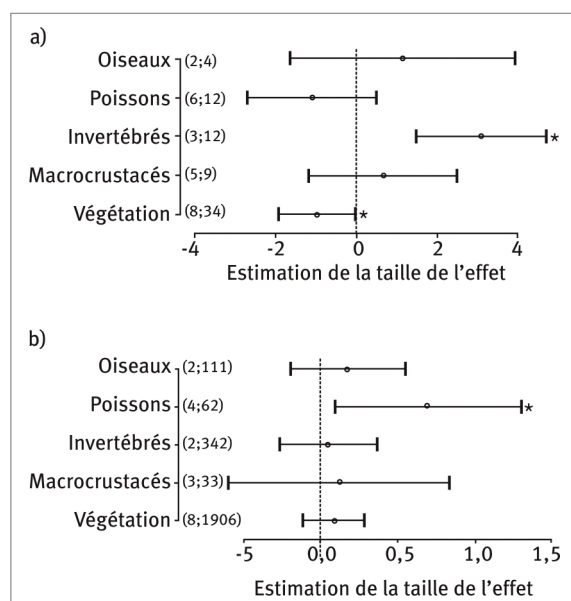 a)
Oiseaux (2;4)
Poissons (6;12)
Invertébrés (3;12) *
Macrocrustacés (5;9)
Végétation (8;34) *
-4 -2 0 2 4
Estimation de la taille de l'effet
b)
Oiseaux (2;111)
Poissons (4;62) *
Invertébrés (2;342)
Macrocrustacés (3;33)
Végétation (8;1906)
-5 0,0 0,5 1,0 1,5
Estimation de la taille de l'effet